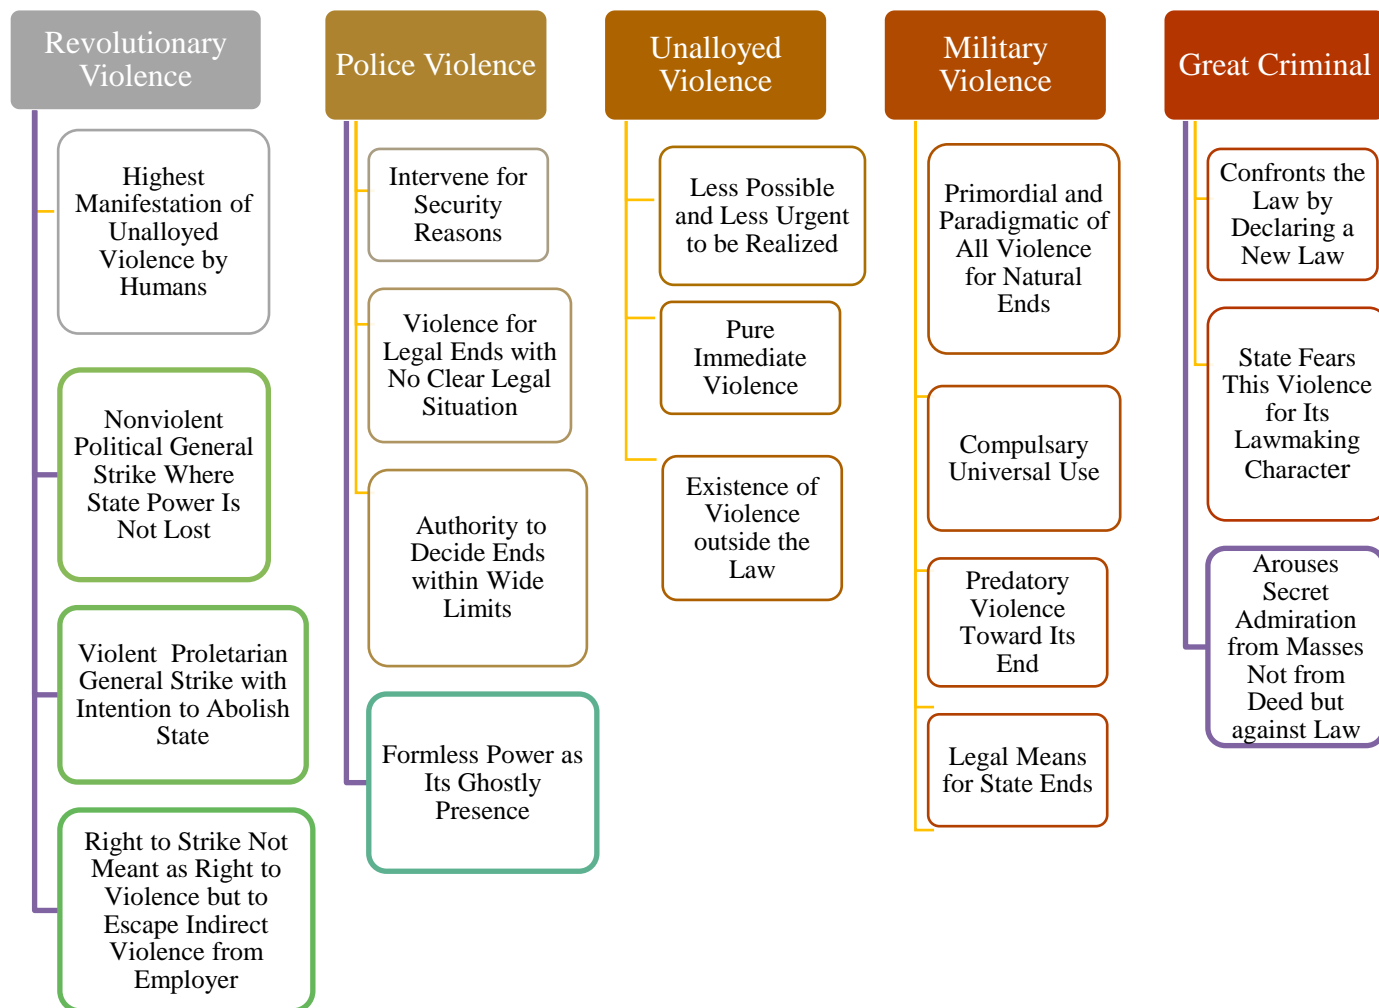 Revolutionary
Violence
Highest
Manifestation of
Unalloyed
Violence by
Humans
Nonviolent
Political General
Strike Where
State Power Is
Not Lost
Violent Proletarian
General Strike with
Intention to Abolish
State
Right to Strike Not
Meant as Right to
Violence but to
Escape Indirect
Violence from
Employer
Police Violence
Intervene for
Security
Reasons
Violence for
Legal Ends with
No Clear Legal
Situation
Authority to
Decide Ends
within Wide
Limits
Formless Power as
Its Ghostly
Presence
Unalloyed
Violence
Less Possible
and Less Urgent
to be Realized
Pure
Immediate
Violence
Existence of
Violence
outside the
Law
Military
Violence
Primordial and
Paradigmatic of
All Violence
for Natural
Ends
Compulsary
Universal Use
Predatory
Violence
Toward Its
End
Legal Means
for State Ends
Great Criminal
Confronts the
Law by
Declaring a
New Law
State Fears
This Violence
for Its
Lawmaking
Character
Arouses
Secret
Admiration
from Masses
Not from
Deed but
against Law